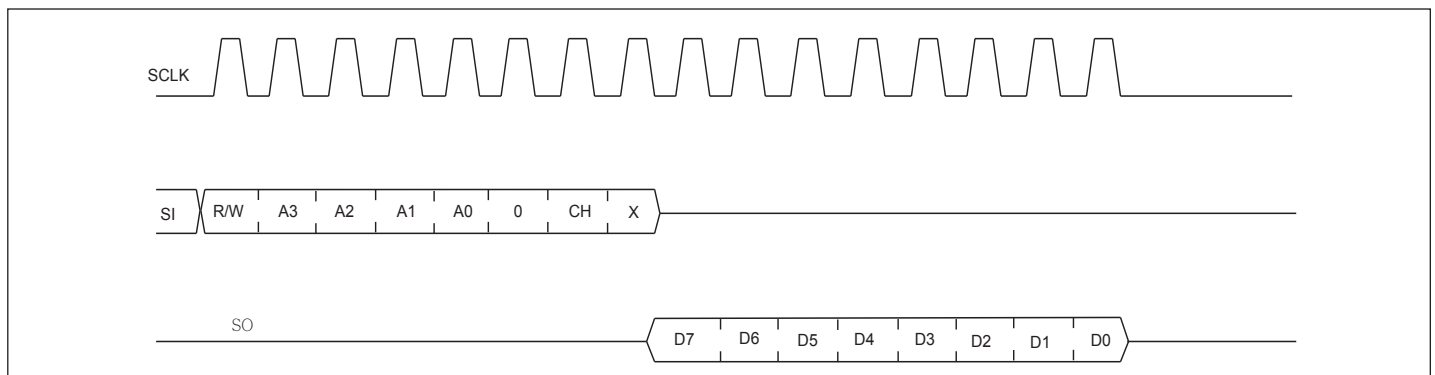 SCLK
SI R/W A3 A2 A1 A0 0 CH X
SO
D7 D6 D5 D4 D3 D2 D1 D0